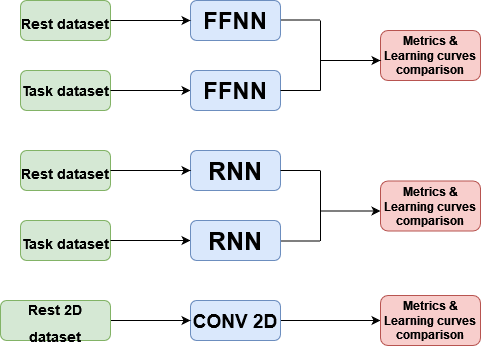 Rest dataset
FFNN
Task dataset
FFNN
Metrics &
Learning curves
comparison
Rest dataset
RNN
Task dataset
RNN
Metrics &
Learning curves
comparison
Rest 2D
dataset
CONV 2D
Metrics &
Learning curves
comparison